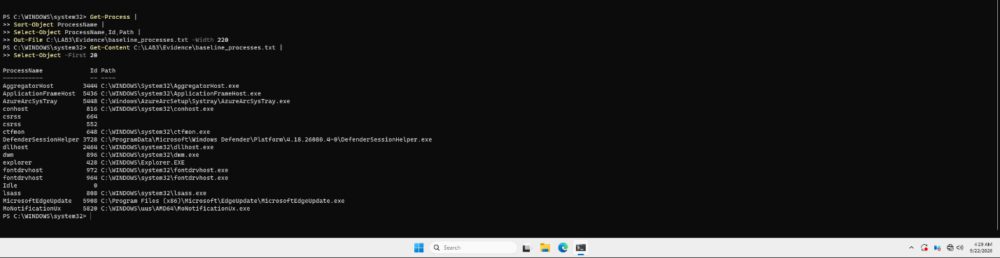 PS C:\WINDOWS\system32> Get-Process |
>> Sort-Object ProcessName |
>> Select-Object ProcessName,Id,Path |
>> Out-File C:\LAB3\Evidence\baseline_processes.txt -Width 220
PS C:\WINDOWS\system32> Get-Content C:\LAB3\Evidence\baseline_processes.txt |
>> Select-Object -First 20
ProcessName Id Path
----------- -- ----
AggregatorHost 3444 C:\WINDOWS\System32\AggregatorHost.exe
ApplicationFrameHost 5436 C:\WINDOWS\system32\ApplicationFrameHost.exe
AzureArcSysTray 5448 C:\Windows\AzureArcSetup\Systray\AzureArcSysTray.exe
conhost 816 C:\WINDOWS\system32\conhost.exe
csrss 664
csrss 552
ctfmon 648 C:\WINDOWS\system32\ctfmon.exe
DefenderSessionHelper 3728 C:\ProgramData\Microsoft\Windows Defender\Platform\4.18.26080.4-0\DefenderSessionHelper.exe
dllhost 2464 C:\WINDOWS\system32\dllhost.exe
dwm 896 C:\WINDOWS\system32\dwm.exe
explorer 428 C:\WINDOWS\Explorer.EXE
fontdrvhost 972 C:\WINDOWS\system32\fontdrvhost.exe
fontdrvhost 964 C:\WINDOWS\system32\fontdrvhost.exe
Idle 0
lsass 808 C:\WINDOWS\system32\lsass.exe
MicrosoftEdgeUpdate 5908 C:\Program Files (x86)\Microsoft\EdgeUpdate\MicrosoftEdgeUpdate.exe
MoNotificationUx 5820 C:\WINDOWS\uus\AMD64\MoNotificationUx.exe
PS C:\WINDOWS\system32>
Search
4:29 AM
9/22/2026